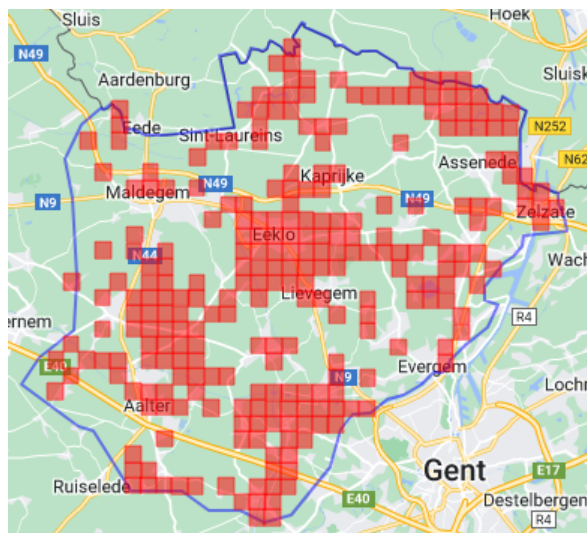 Sluis
Hoek
N49
Aardenburg
Sluisk
Eede
Sint-Laureins
N252
Assenede
N62
Kaprijke
N49
Maldegem
N49
N9
Zelzate
Eeklo
N44
Wach
Lievegem
ernem
R4
E40
Evergem
N9
Lochr
Aalter
Gent
E17
Ruiselede
E40
Destelbergen
R4